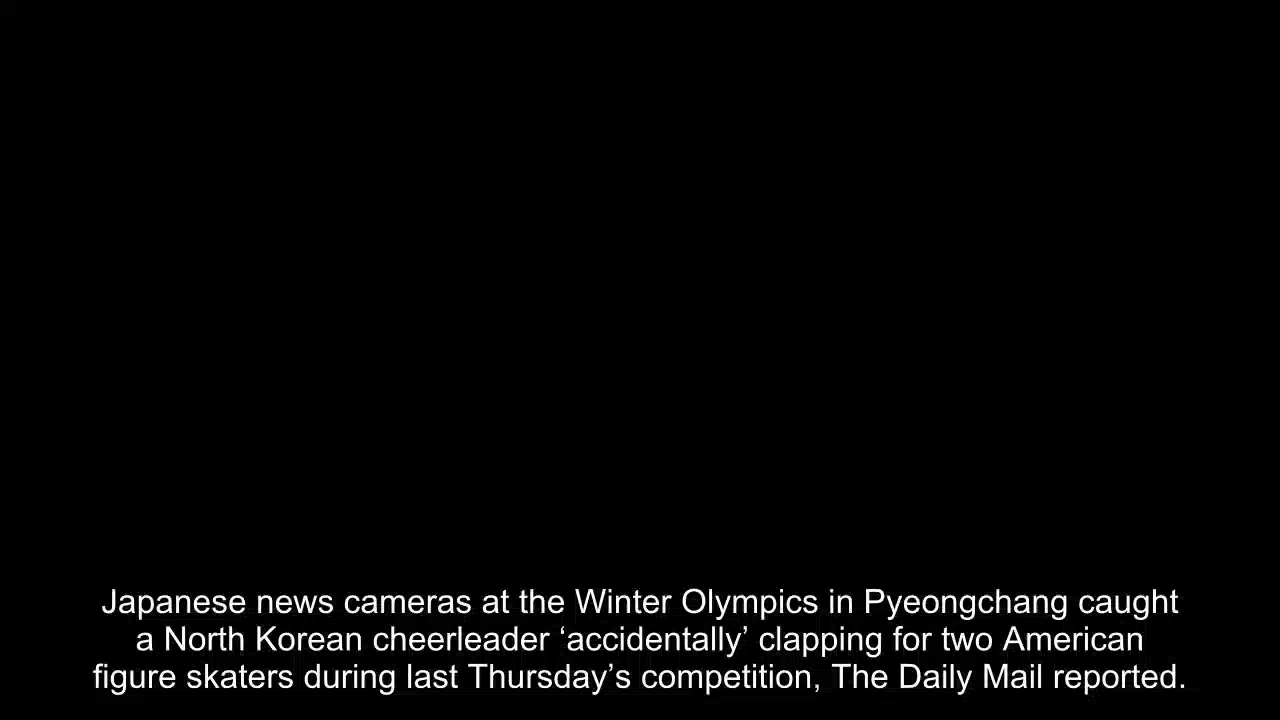 Japanese news cameras at the Winter Olympics in Pyeongchang caught
a North Korean cheerleader ‘accidentally’ clapping for two American
figure skaters during last Thursday’s competition, The Daily Mail reported.